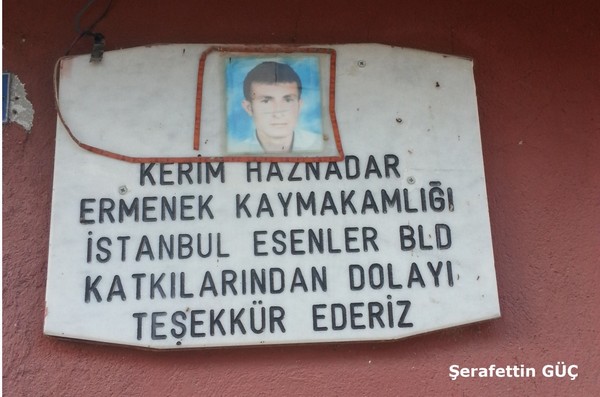 KERİM HAZNADAR
ERMENEK KAYMAKAMLIĞI
İSTANBUL ESENLER BLD
KATKILARINDAN DOLAYI
TEŞEKKÜR EDERİZ
Şerafettin GÜÇ